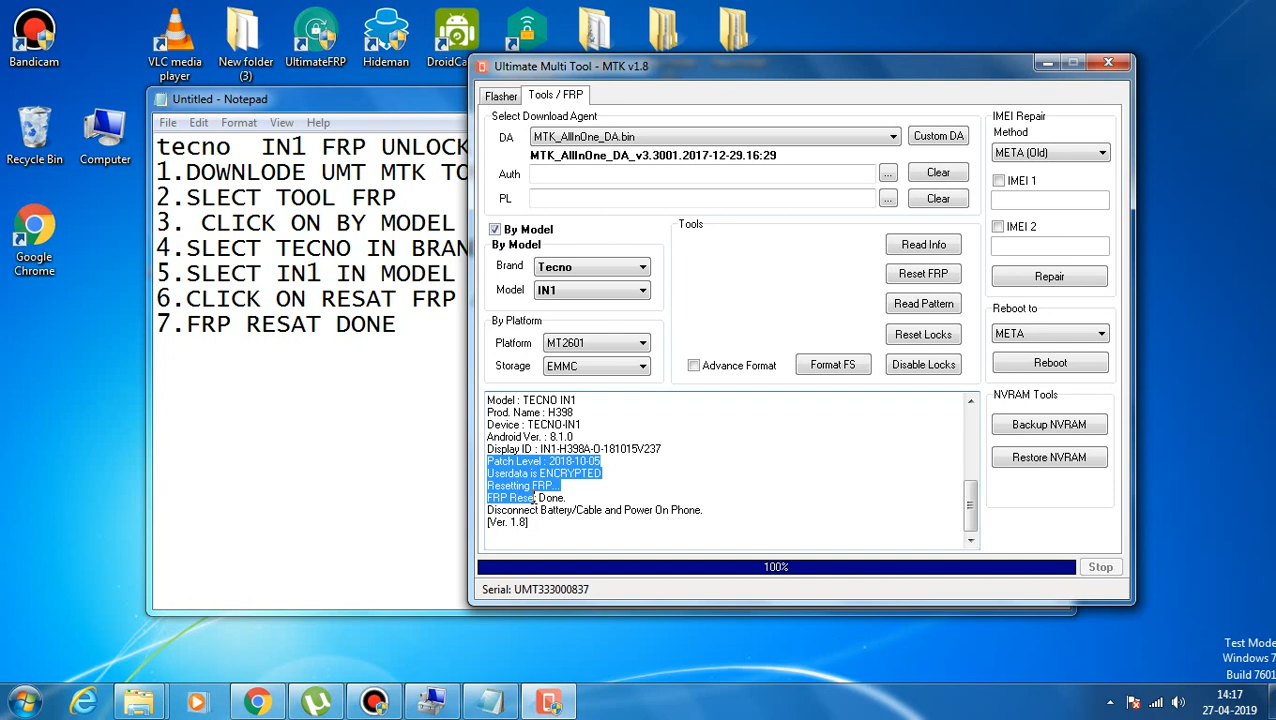 Bandicam
VLC media player
New folder (3)
UltimateFRP
Hideman
DroidCa
Recycle Bin
Computer
Google Chrome
Untitled - Notepad
File Edit Format View Help
tecno IN1 FRP UNLOCK
1.DOWNLODE UMT MTK TO
2.SLECT TOOL FRP
3. CLICK ON BY MODEL
4.SLECT TECNO IN BRAN
5.SLECT IN1 IN MODEL
6.CLICK ON RESAT FRP
7.FRP RESAT DONE
Ultimate Multi Tool - MTK v1.8
Flasher Tools / FRP
Select Download Agent
DA MTK_AllInOne_DA.bin Custom DA
MTK_AllInOne_DA_v3.3001.2017-12-29.16:29
Auth ... Clear
PL ... Clear
By Model
By Model
Brand Tecno
Model IN1
By Platform
Platform MT2601
Storage EMMC
Tools
Read Info
Reset FRP
Read Pattern
Reset Locks
Advance Format Format FS Disable Locks
IMEI Repair
Method
META (Old)
IMEI 1
IMEI 2
Repair
Reboot to
META
Reboot
NVRAM Tools
Backup NVRAM
Restore NVRAM
Model : TECNO IN1
Prod. Name : H398
Device : TECNO-IN1
Android Ver. : 8.1.0
Display ID : IN1-H398A-O-181015V237
Patch Level : 2018-10-05
Userdata is ENCRYPTED
Resetting FRP...
FRP Reset Done.
Disconnect Battery/Cable and Power On Phone.
[Ver. 1.8]
100%
Stop
Serial: UMT333000837
Test Mode
Windows 7
Build 7601
14:17
27-04-2019